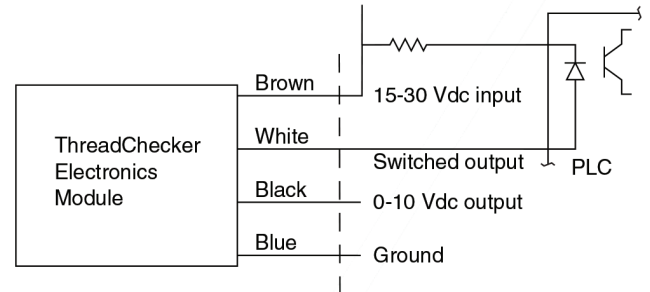 Brown
15-30 Vdc input
ThreadChecker
Electronics
Module
White
Switched output
PLC
Black
0-10 Vdc output
Blue
Ground